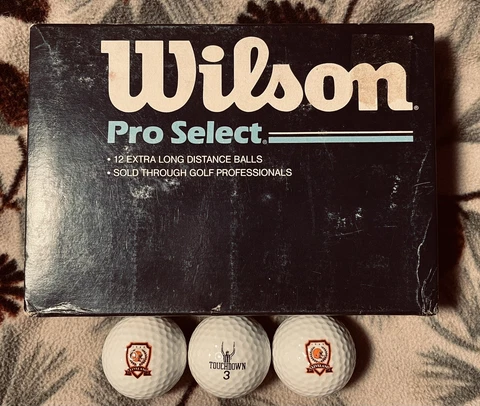 Wilson®
Pro Select®
• 12 EXTRA LONG DISTANCE BALLS
• SOLD THROUGH GOLF PROFESSIONALS
TOUCHDOWN
3